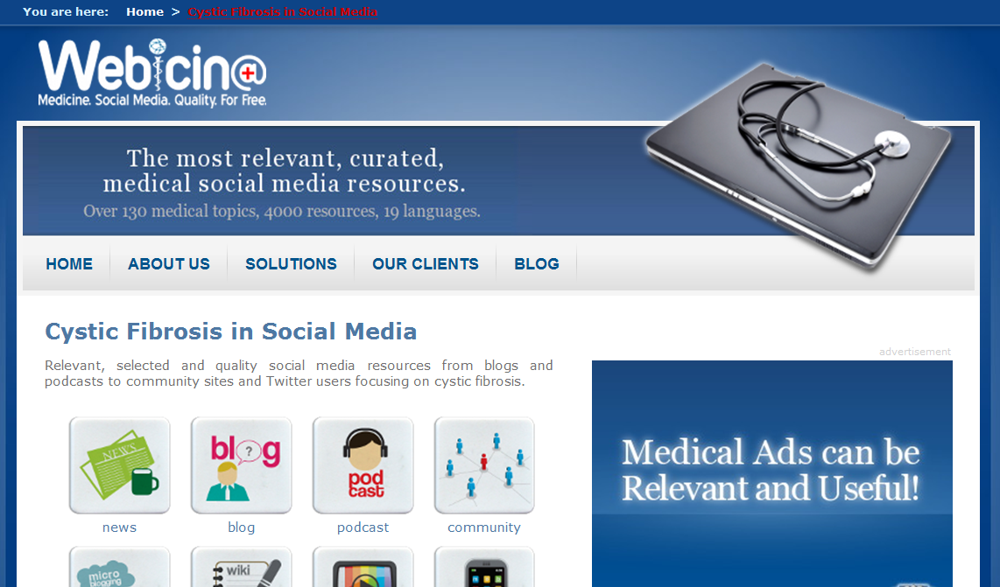 You are here: Home > Cystic Fibrosis in Social Media
Webicin@
Medicine. Social Media. Quality. For Free.
The most relevant, curated,
medical social media resources.
Over 130 medical topics, 4000 resources, 19 languages.
HOME ABOUT US SOLUTIONS OUR CLIENTS BLOG
Cystic Fibrosis in Social Media
advertisement
Relevant, selected and quality social media resources from blogs and
podcasts to community sites and Twitter users focusing on cystic fibrosis.
Medical Ads can be
Relevant and Useful!
NEWS
blog
?
pod
cast
news blog podcast community
micro
blogging
wiki